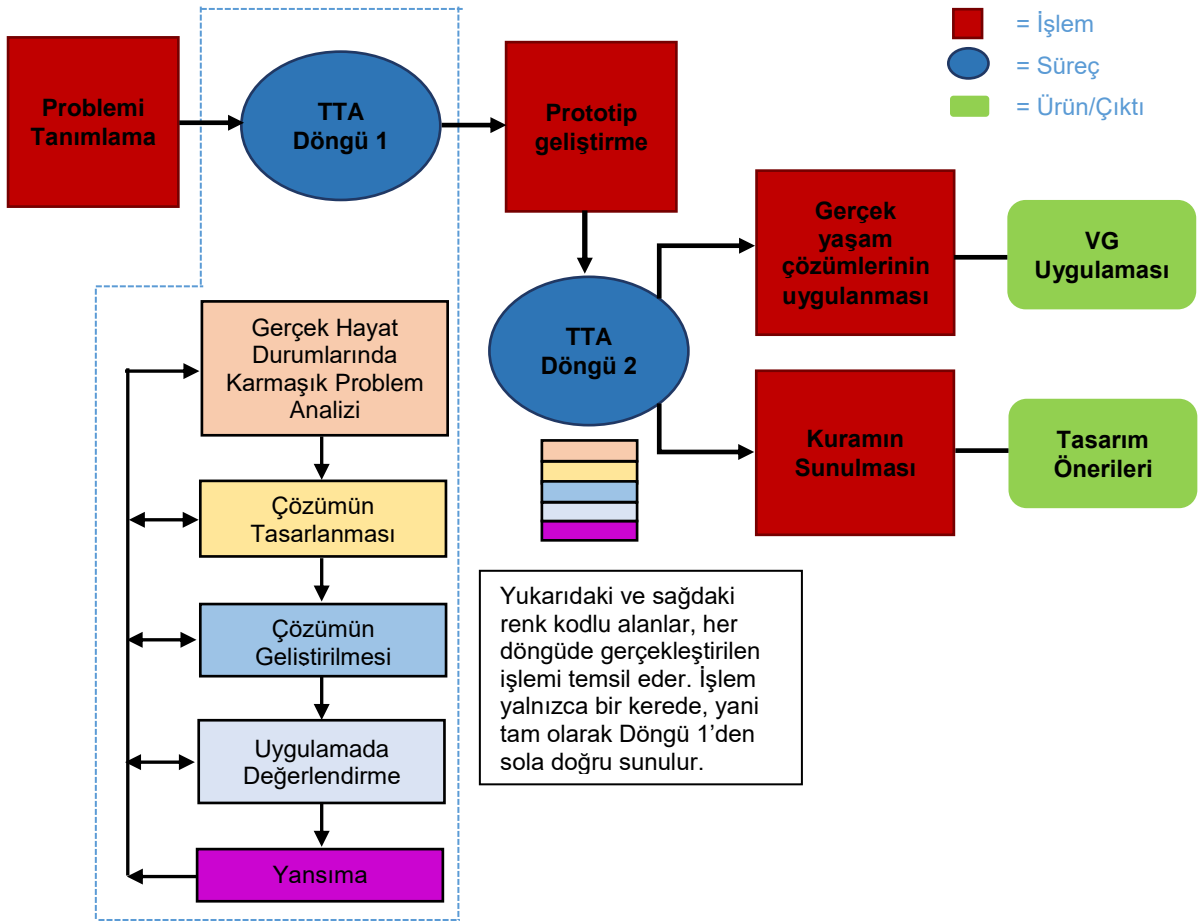 = İşlem
= Süreç
= Ürün/Çıktı
Problemi
Tanımlama
TTA
Döngü 1
Prototip
geliştirme
Gerçek
yaşam
çözümlerinin
uygulanması
VG
Uygulaması
TTA
Döngü 2
Kuramın
Sunulması
Tasarım
Önerileri
Gerçek Hayat
Durumlarında
Karmaşık Problem
Analizi
Çözümün
Tasarlanması
Çözümün
Gelistirilmesi
Uygulamada
Değerlendirme
Yansıma
Yukarıdaki ve sağdaki
renk kodlu alanlar, her
döngüde gerçekleştirilen
işlemi temsil eder. İşlem
yalnızca bir kerede, yani
tam olarak Döngü 1’den
sola doğru sunulur.